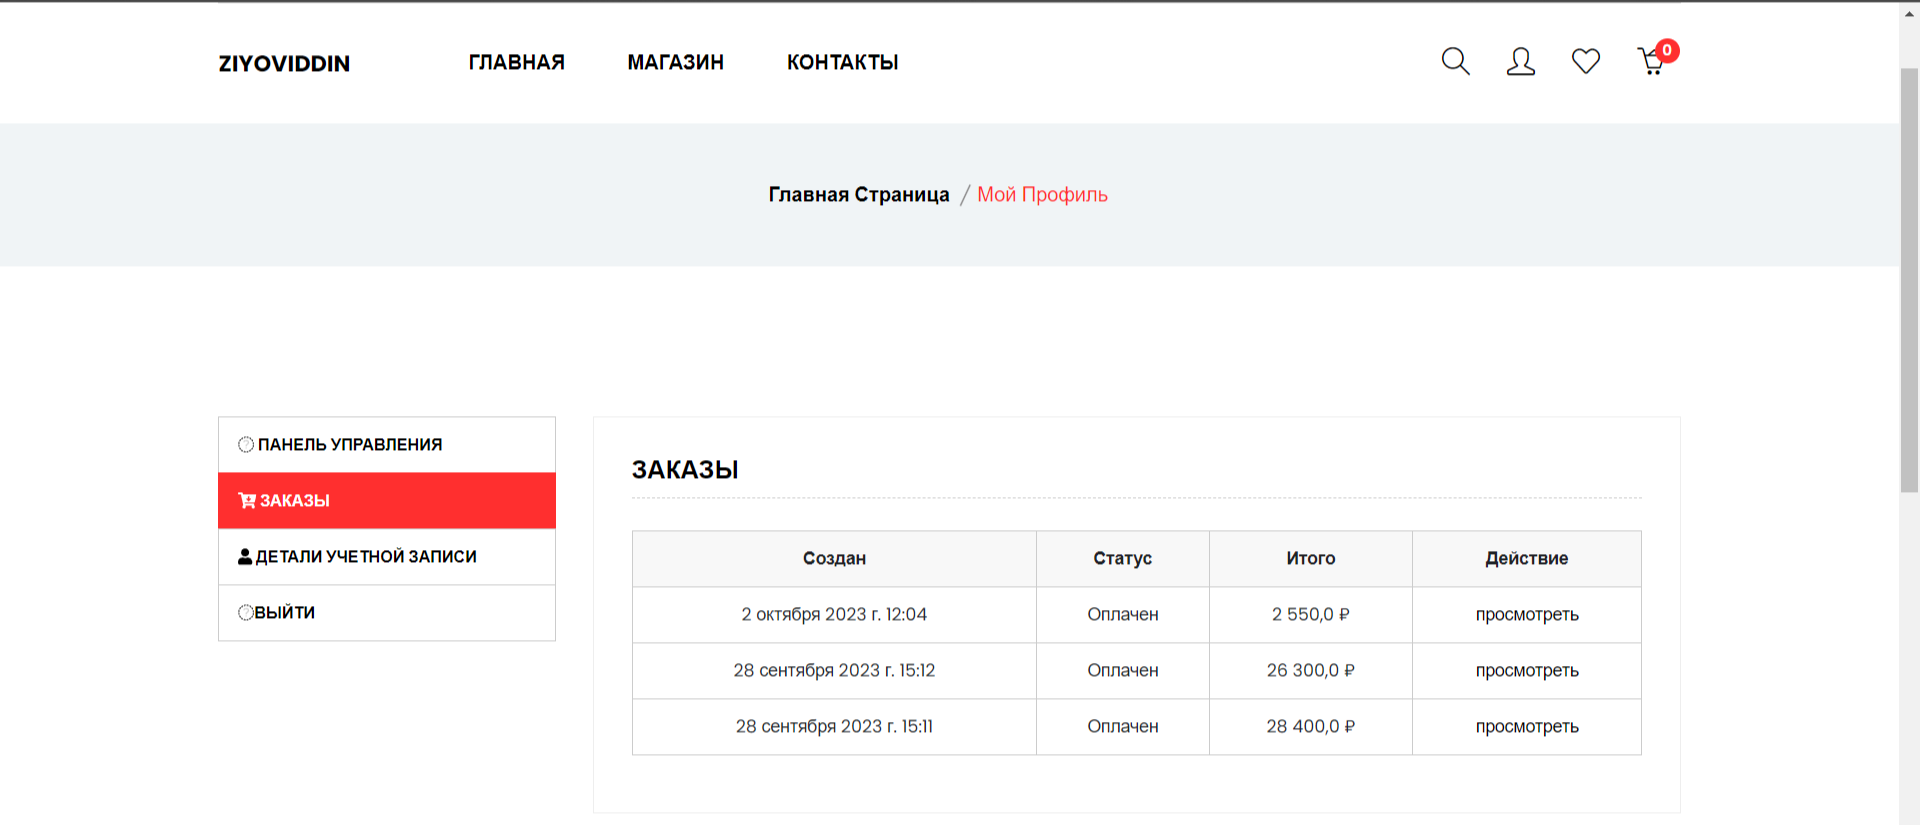 ZIYOVIDDIN ГЛАВНАЯ МАГАЗИН КОНТАКТЫ 0
Главная Страница / Мой Профиль
ПАНЕЛЬ УПРАВЛЕНИЯ
ЗАКАЗЫ
ДЕТАЛИ УЧЕТНОЙ ЗАПИСИ
ВЫЙТИ
ЗАКАЗЫ
Создан Статус Итого Действие
2 октября 2023 г. 12:04 Оплачен 2 550,0 ₽ просмотреть
28 сентября 2023 г. 15:12 Оплачен 26 300,0 ₽ просмотреть
28 сентября 2023 г. 15:11 Оплачен 28 400,0 ₽ просмотреть